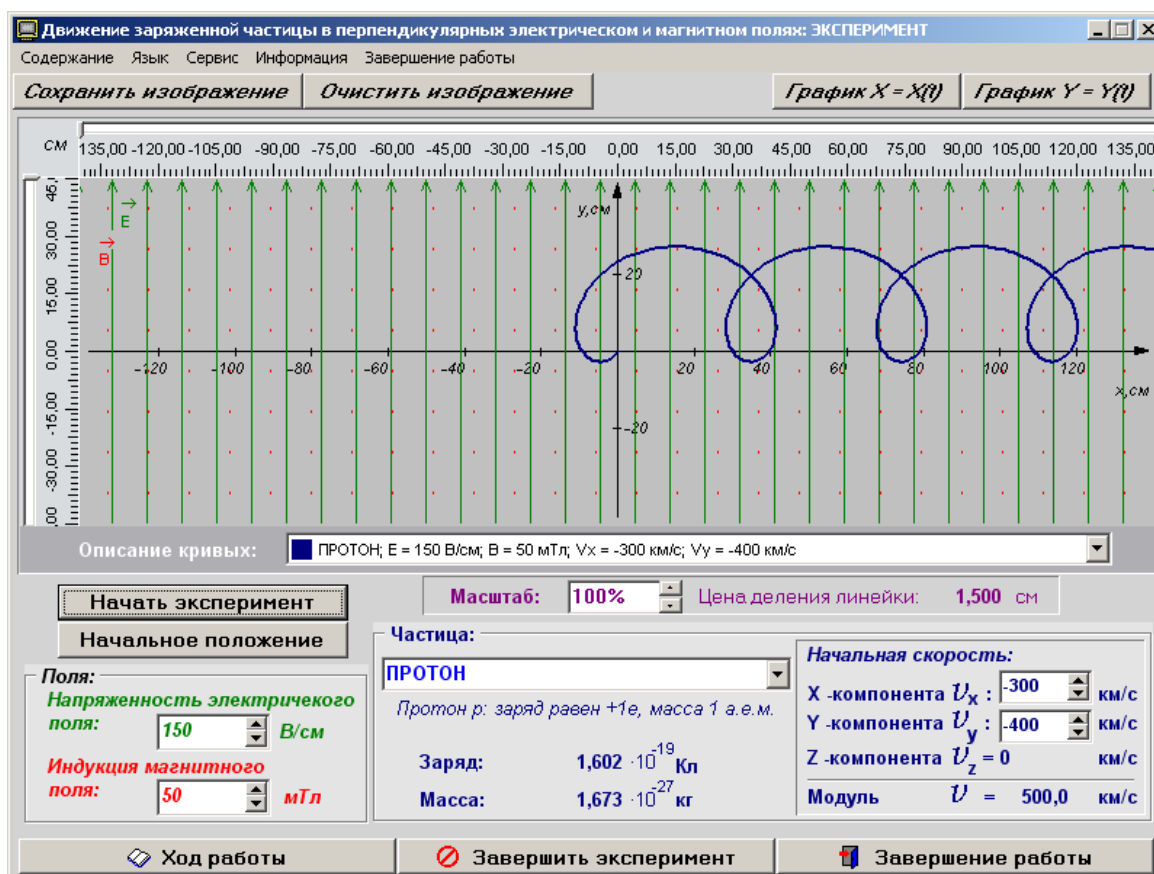 Движение заряженной частицы в перпендикулярных электрическом и магнитном полях: ЭКСПЕРИМЕНТ
Содержание Язык Сервис Информация Завершение работы
Сохранить изображение Очистить изображение График X = X(t) График Y = Y(t)
см 135,00 -120,00 -105,00 -90,00 -75,00 -60,00 -45,00 -30,00 -15,00 0,00 15,00 30,00 45,00 60,00 75,00 90,00 105,00 120,00 135,00
45,
30,00
15,00
0,00
-15,00
-30,00
,00
E
B
y,см
20
-120 -100 -80 -60 -40 -20 20 40 60 80 100 120
x,см
-20
Описание кривых: ПРОТОН; E = 150 В/см; B = 50 мТл; Vx = -300 км/с; Vy = -400 км/с
Начать эксперимент
Начальное положение
Масштаб: 100% Цена деления линейки: 1,500 см
Поля:
Напряженность электричекого
поля: 150 В/см
Индукция магнитного
поля: 50 мТл
Частица:
ПРОТОН
Протон p: заряд равен +1e, масса 1 а.е.м.
Заряд: 1,602 ·10⁻¹⁹ Кл
Масса: 1,673 ·10⁻²⁷ кг
Начальная скорость:
X -компонента υx : -300 км/с
Y -компонента υy : -400 км/с
Z -компонента υz = 0 км/с
Модуль υ = 500,0 км/с
Ход работы Завершить эксперимент Завершение работы